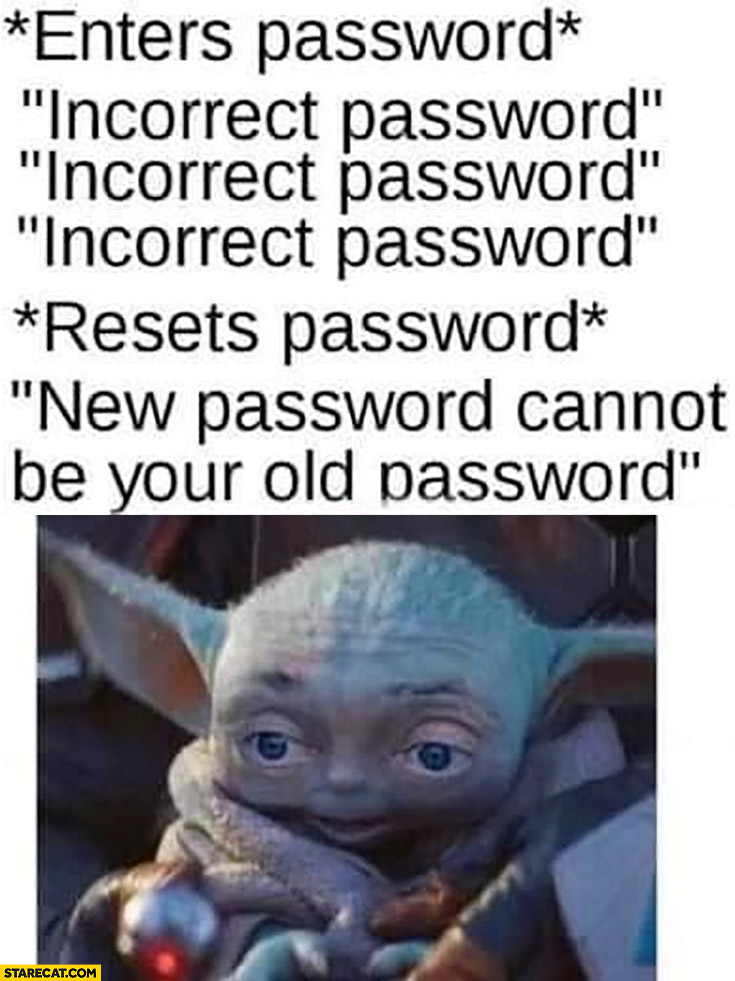 *Enters password*
"Incorrect password"
"Incorrect password"
"Incorrect password"
*Resets password*
"New password cannot
be your old password"
STARECAT.COM